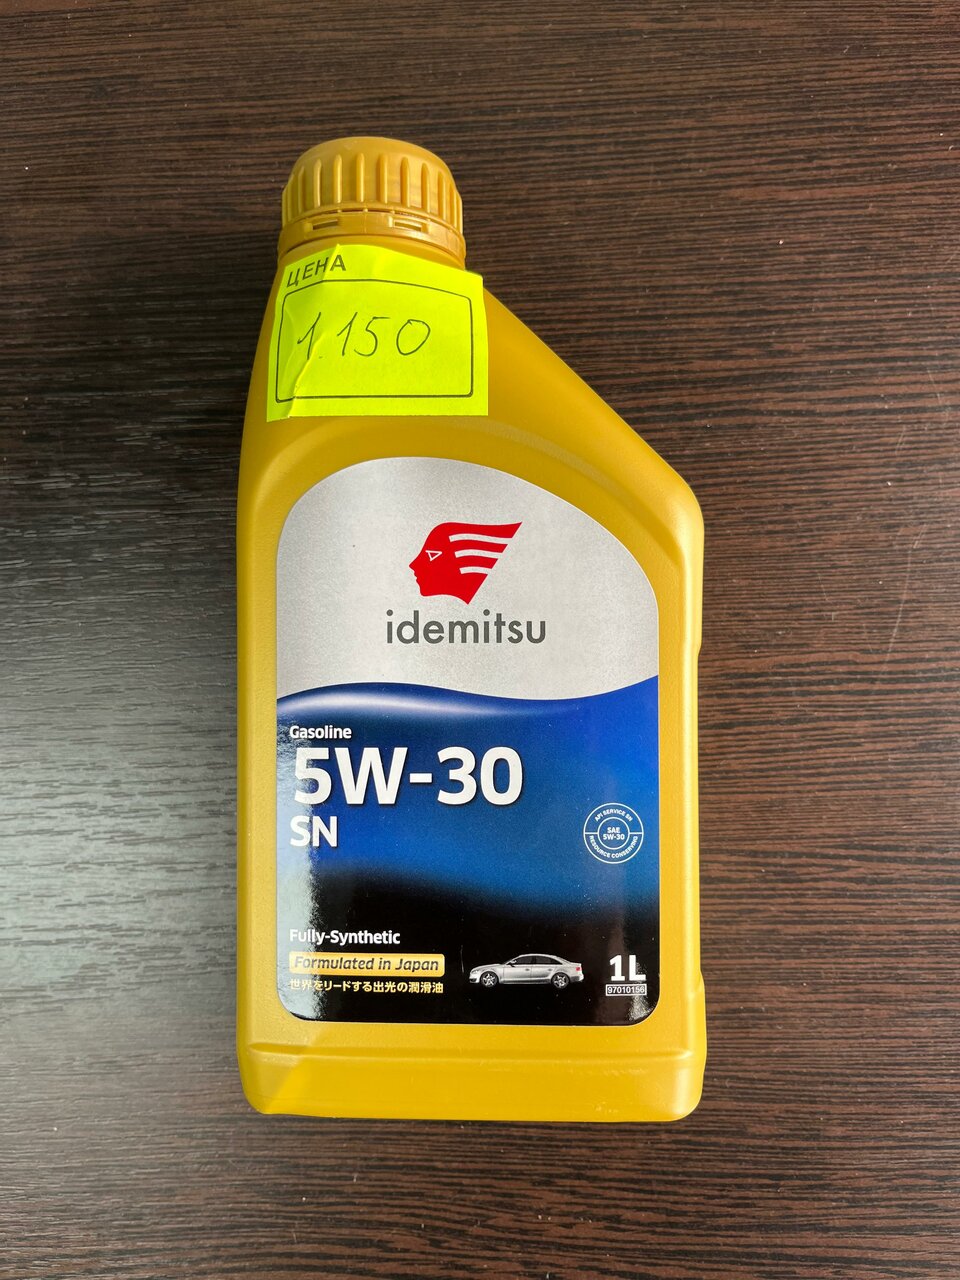 ЦЕНА
1.150
idemitsu
Gasoline
5W-30
SN
API SERVICE SN
SAE
5W-30
RESOURCE CONSERVING
Fully-Synthetic
Formulated in Japan
世界をリードする出光の潤滑油
1L
97010156